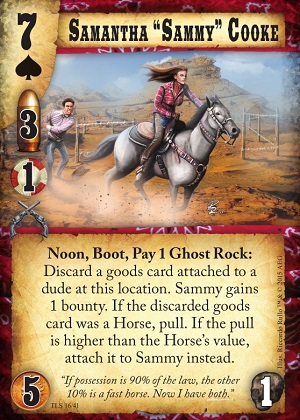 7
SAMANTHA “SAMMY” COOKE
3
1
Noon, Boot, Pay 1 Ghost Rock:
Discard a goods card attached to a
dude at this location. Sammy gains
1 bounty. If the discarded goods
card was a Horse, pull. If the pull
is higher than the Horse’s value,
attach it to Sammy instead.
5
“If possession is 90% of the law, the other
10% is a fast horse. Now I have both.”
1